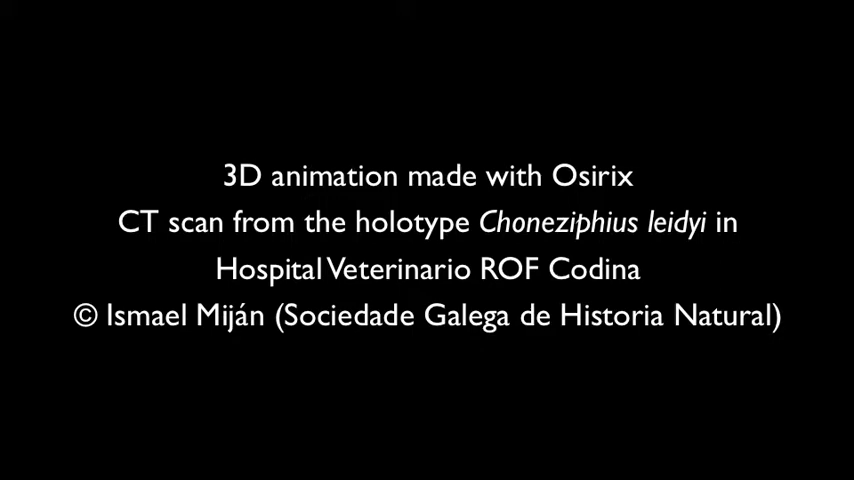 3D animation made with Osirix
CT scan from the holotype Choneziphius leidyi in
Hospital Veterinario ROF Codina
© Ismael Miján (Sociedade Galega de Historia Natural)